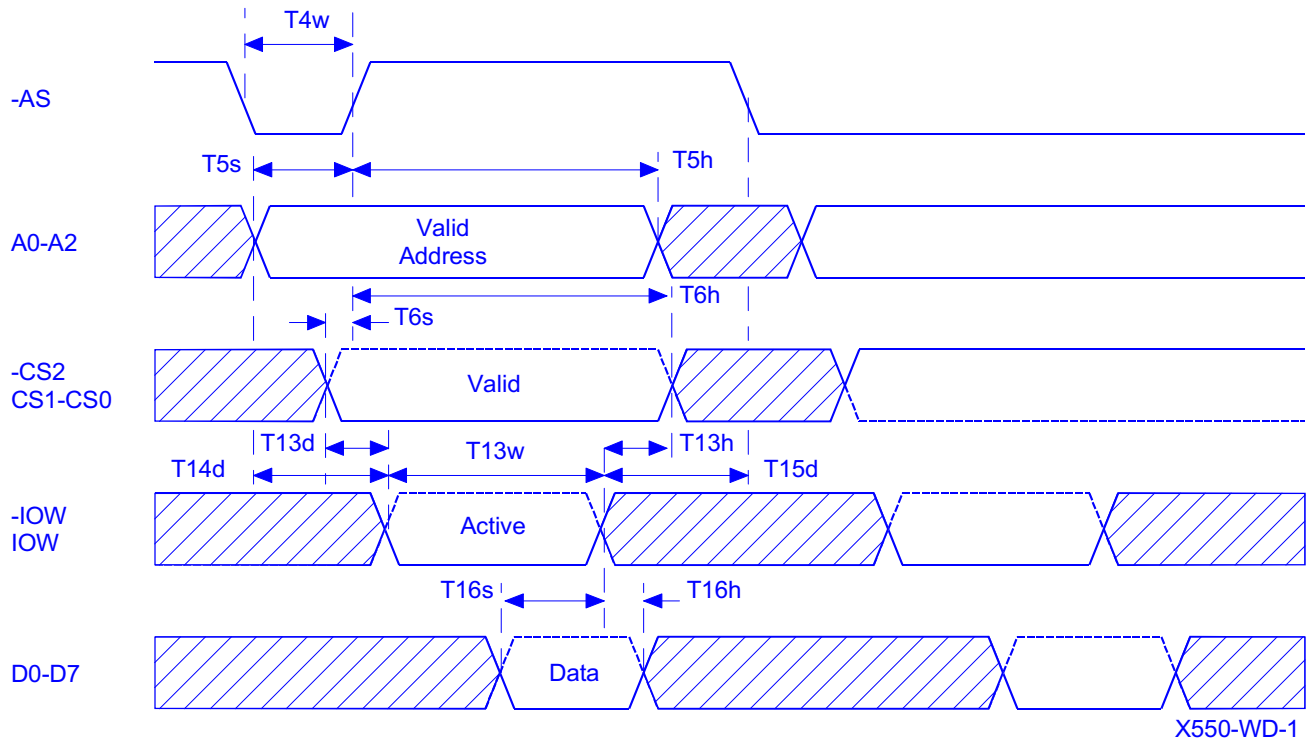 T4w
-AS
T5s
T5h
A0-A2
Valid
Address
T6h
T6s
-CS2
CS1-CS0
Valid
T13d
T13w
T13h
T14d
T15d
-IOW
IOW
Active
T16s
T16h
D0-D7
Data
X550-WD-1